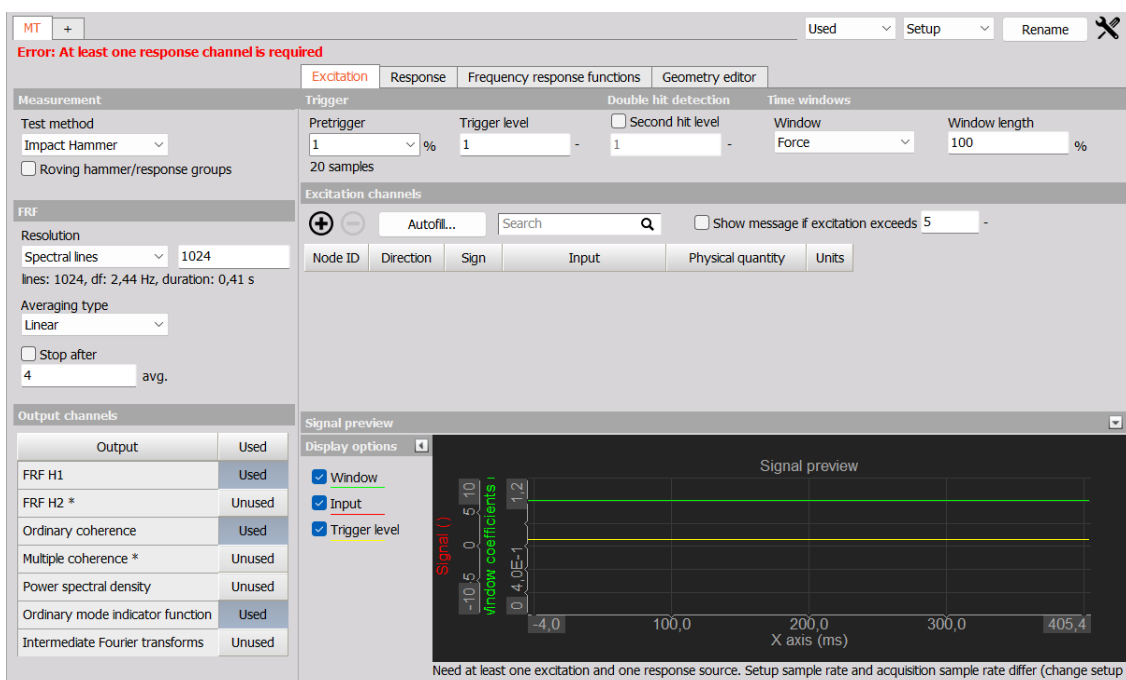 MT + Used Setup Rename
Error: At least one response channel is required
Excitation Response Frequency response functions Geometry editor
Measurement
Test method
Impact Hammer
Roving hammer/response groups
FRF
Resolution
Spectral lines 1024
lines: 1024, df: 2,44 Hz, duration: 0,41 s
Averaging type
Linear
Stop after
4 avg.
Output channels
Output Used
FRF H1 Used
FRF H2 * Unused
Ordinary coherence Used
Multiple coherence * Unused
Power spectral density Unused
Ordinary mode indicator function Used
Intermediate Fourier transforms Unused
Trigger Double hit detection Time windows
Pretrigger Trigger level Second hit level Window Window length
1 % 1 - 1 - Force 100 %
20 samples
Excitation channels
Autofill... Search Show message if excitation exceeds 5 -
Node ID Direction Sign Input Physical quantity Units
Signal preview
Display options
Window
Input
Trigger level
Signal preview
Signal ()
-10 -5 0 5 10
Window coefficients
0 4,0E-1 1,2
-4,0 100,0 200,0 300,0 405,4
X axis (ms)
Need at least one excitation and one response source. Setup sample rate and acquisition sample rate differ (change setup